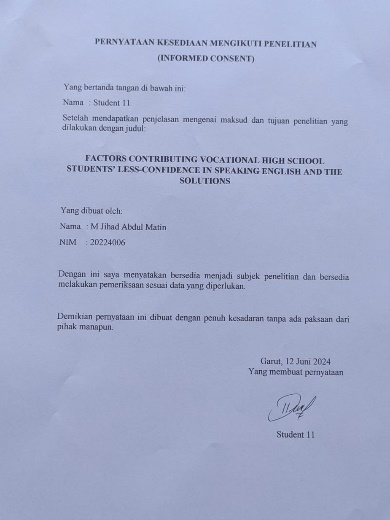 PERNYATAAN KESEDIAAN MENGIKUTI PENELITIAN
(INFORMED CONSENT)
Yang bertanda tangan di bawah ini:
Nama : Student 11
Setelah mendapatkan penjelasan mengenai maksud dan tujuan penelitian yang
dilakukan dengan judul:
FACTORS CONTRIBUTING VOCATIONAL HIGH SCHOOL
STUDENTS' LESS-CONFIDENCE IN SPEAKING ENGLISH AND THE
SOLUTIONS
Yang dibuat oleh:
Nama : M Jihad Abdul Matin
NIM : 20224006
Dengan ini saya menyatakan bersedia menjadi subjek penelitian dan bersedia
melakukan pemeriksaan sesuai data yang diperlukan.
Demikian pernyataan ini dibuat dengan penuh kesadaran tanpa ada paksaan dari
pihak manapun.
Garut, 12 Juni 2024
Yang membuat pernyataan
Student 11